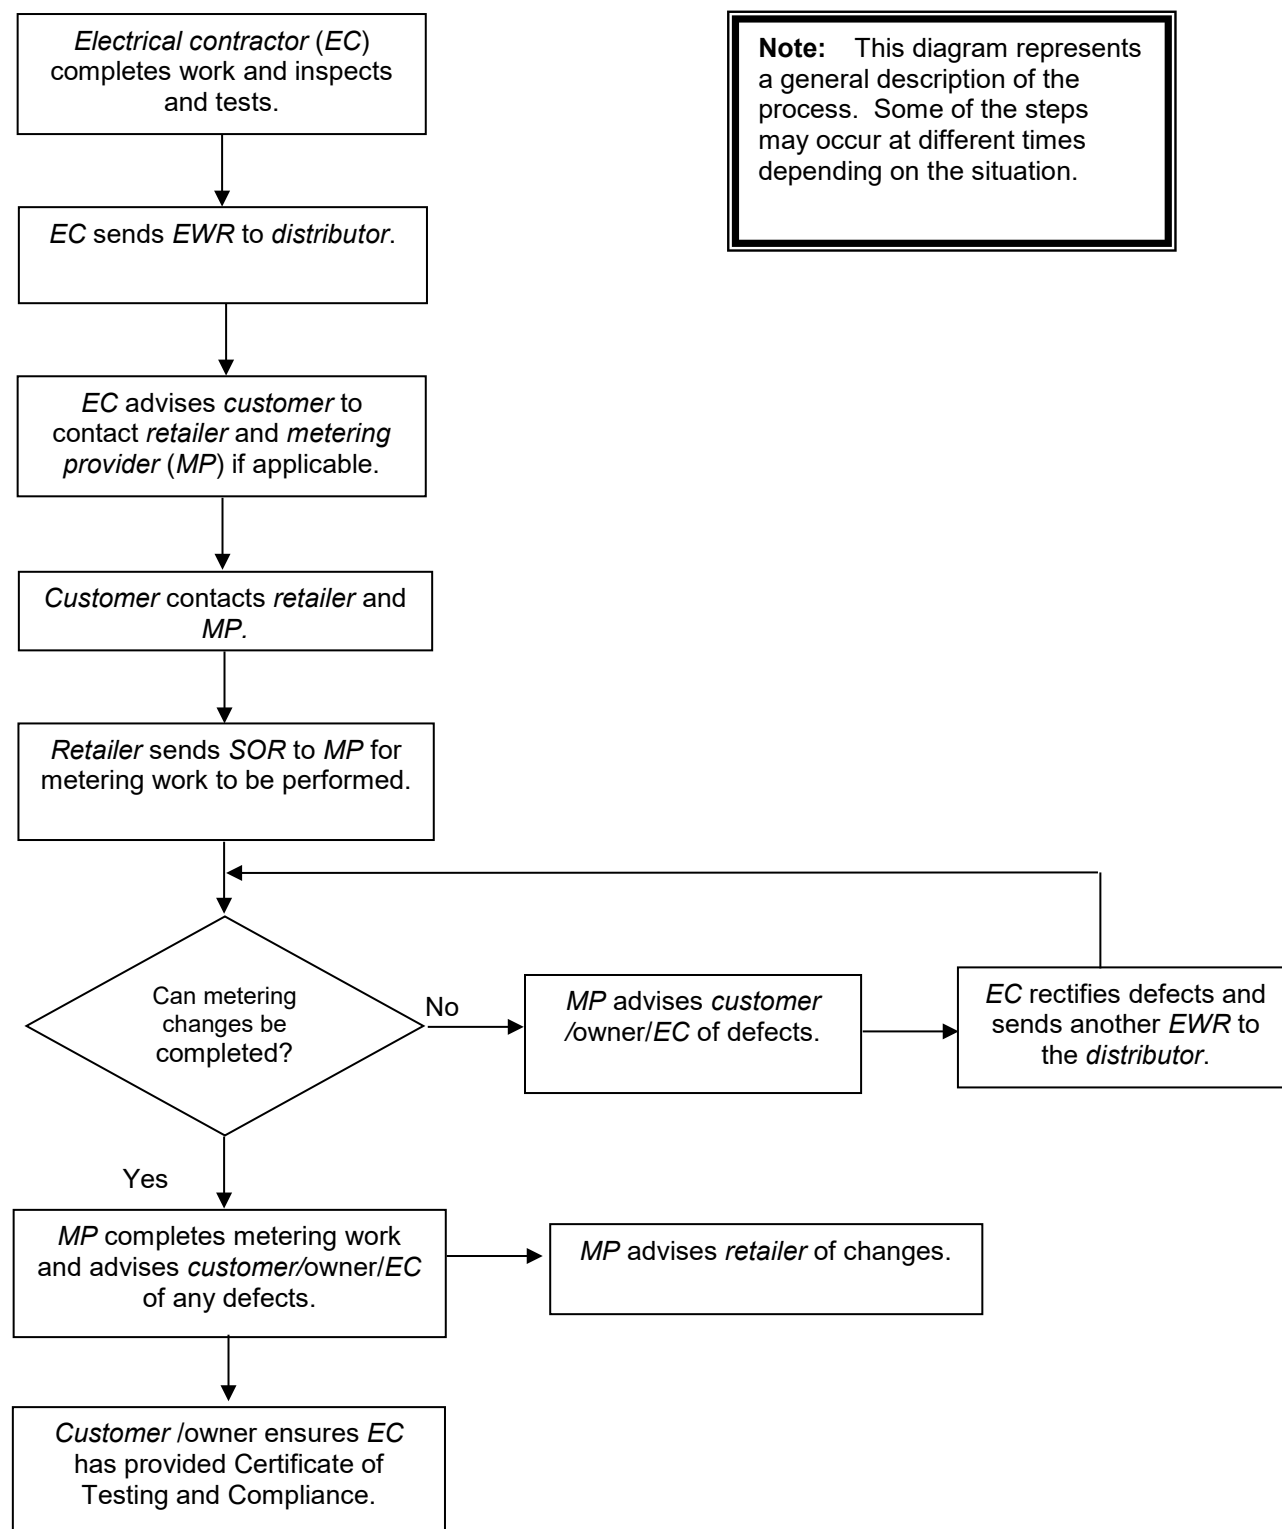 Electrical contractor (EC)
completes work and inspects
and tests.
Note: This diagram represents
a general description of the
process. Some of the steps
may occur at different times
depending on the situation.
EC sends EWR to distributor.
EC advises customer to
contact retailer and metering
provider (MP) if applicable.
Customer contacts retailer and
MP.
Retailer sends SOR to MP for
metering work to be performed.
Can metering
changes be
completed?
No
MP advises customer
/owner/EC of defects.
EC rectifies defects and
sends another EWR to
the distributor.
Yes
MP completes metering work
and advises customer/owner/EC
of any defects.
MP advises retailer of changes.
Customer /owner ensures EC
has provided Certificate of
Testing and Compliance.